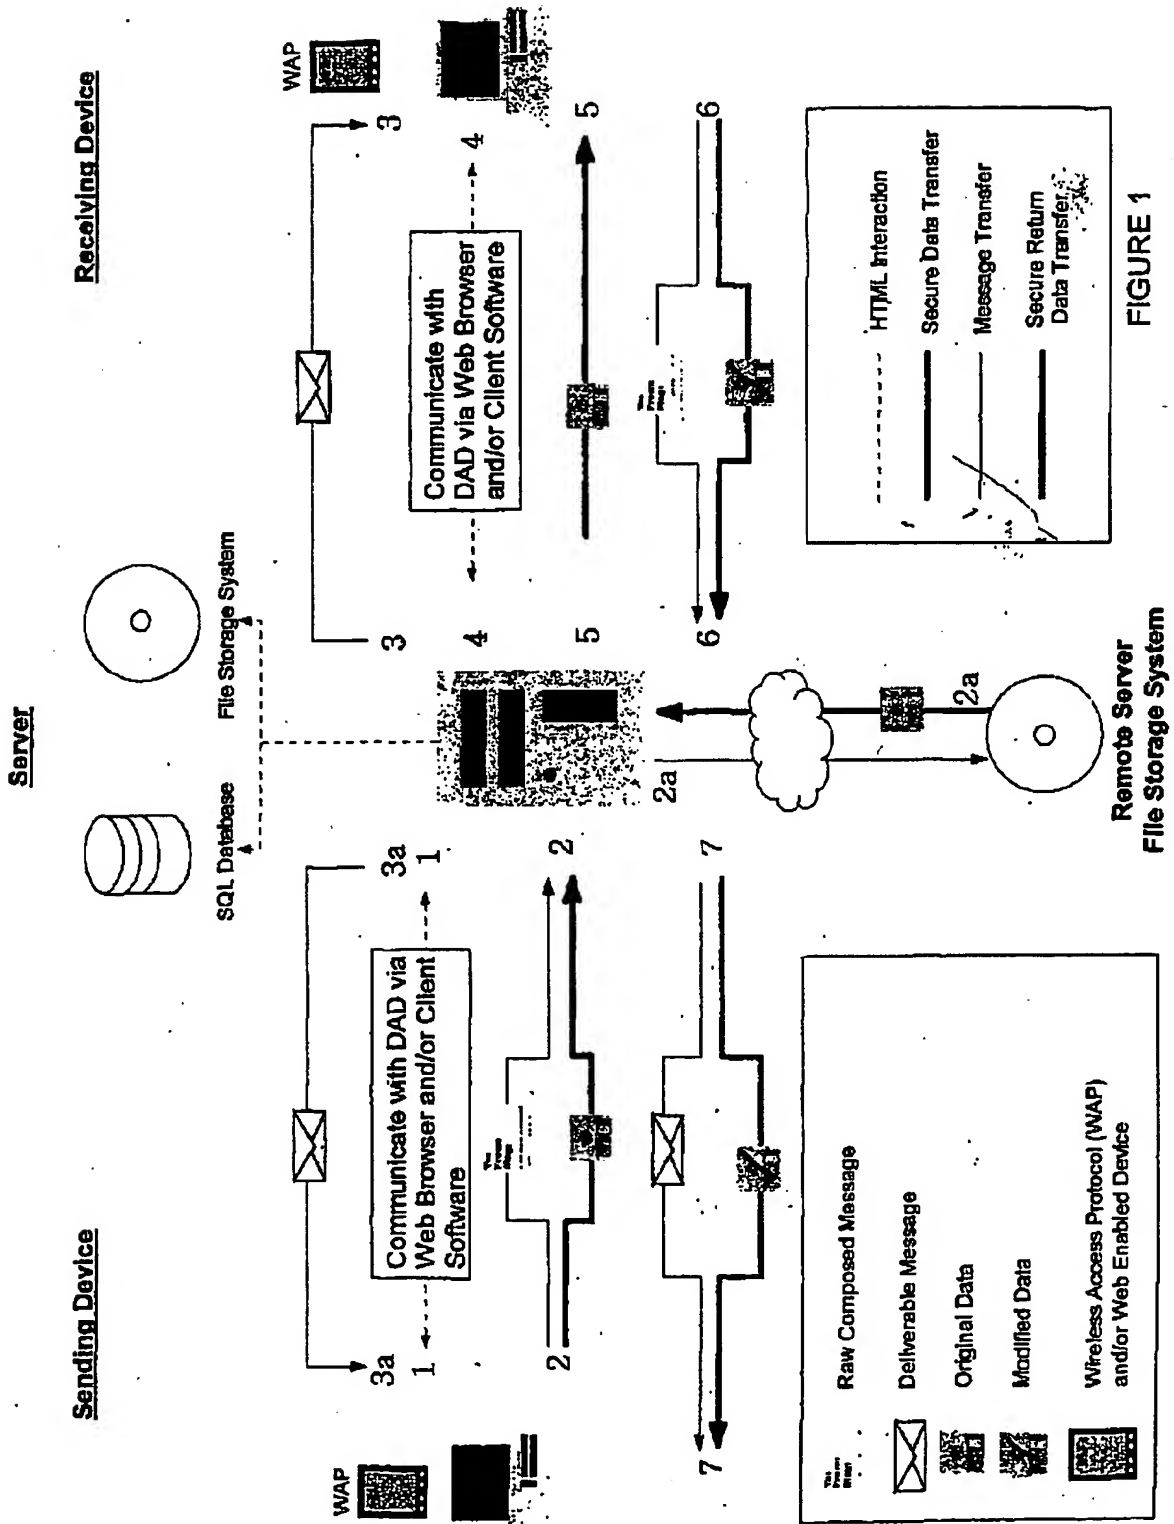 Sending Device
Server
Receiving Device
WAP
SQL Database
File Storage System
WAP
3a
3a
3
3
1
Communicate with DAD via
Web Browser and/or Client
Software
1
4
Communicate with
DAD via Web Browser
and/or Client Software
4
2
2
5
5
7
7
2a
2a
6
6
Remote Server
File Storage System
Raw Composed Message
Deliverable Message
Original Data
Modified Data
Wireless Access Protocol (WAP)
and/or Web Enabled Device
HTML Interaction
Secure Data Transfer
Message Transfer
Secure Return
Data Transfer
FIGURE 1